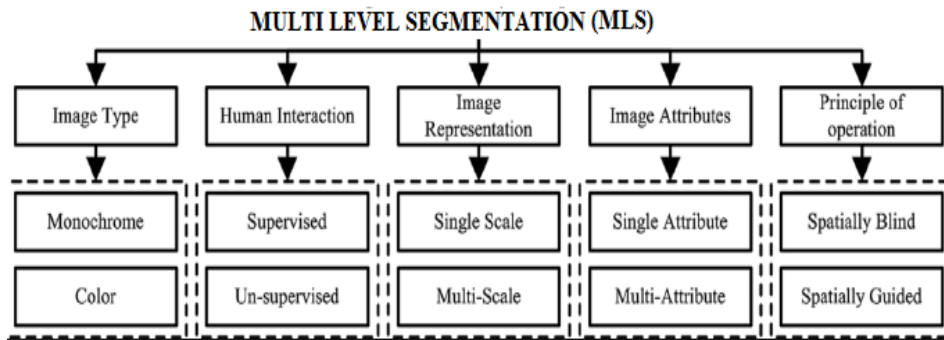 MULTI LEVEL SEGMENTATION (MLS)
Image Type
Human Interaction
Image
Representation
Image Attributes
Principle of
operation
Monochrome
Supervised
Single Scale
Single Attribute
Spatially Blind
Color
Un-supervised
Multi-Scale
Multi-Attribute
Spatially Guided